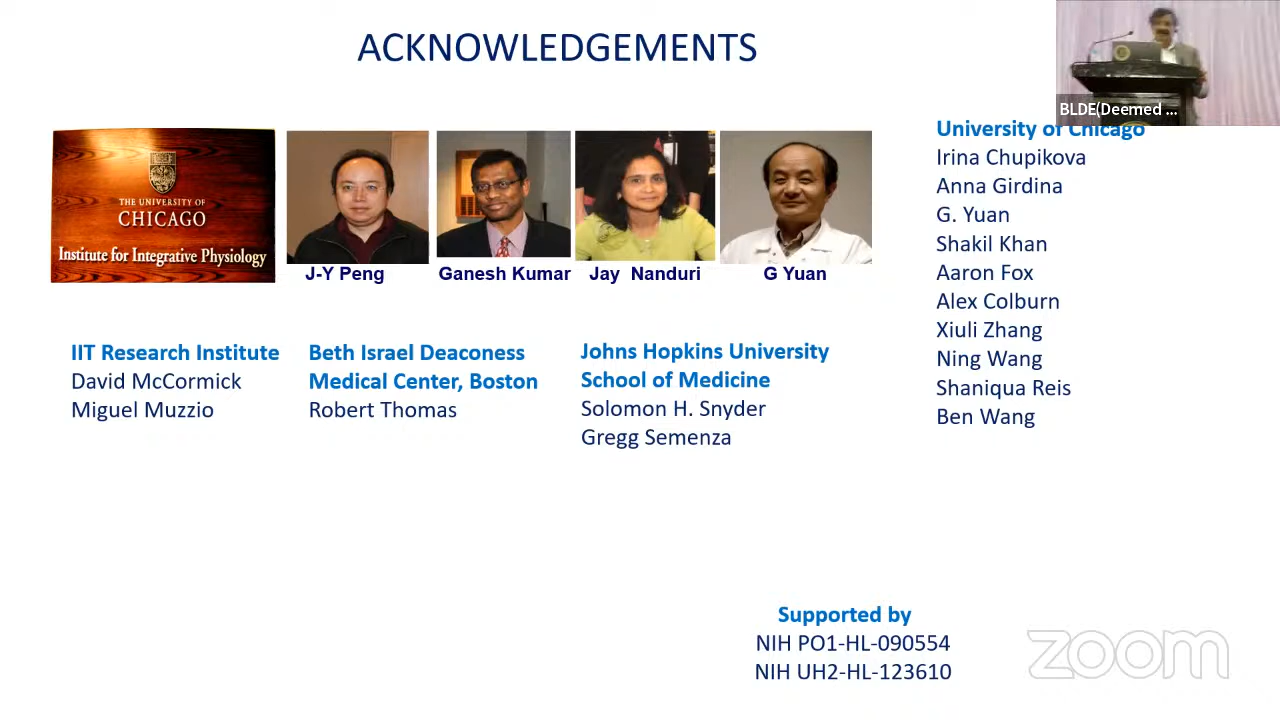 ACKNOWLEDGEMENTS
BLDE(Deemed ...
THE UNIVERSITY OF
CHICAGO
Institute for Integrative Physiology
J-Y Peng
Ganesh Kumar
Jay Nanduri
G Yuan
University of Chicago
Irina Chupikova
Anna Girdina
G. Yuan
Shakil Khan
Aaron Fox
Alex Colburn
Xiuli Zhang
Ning Wang
Shaniqua Reis
Ben Wang
IIT Research Institute
David McCormick
Miguel Muzzio
Beth Israel Deaconess
Medical Center, Boston
Robert Thomas
Johns Hopkins University
School of Medicine
Solomon H. Snyder
Gregg Semenza
Supported by
NIH PO1-HL-090554
NIH UH2-HL-123610
zoom